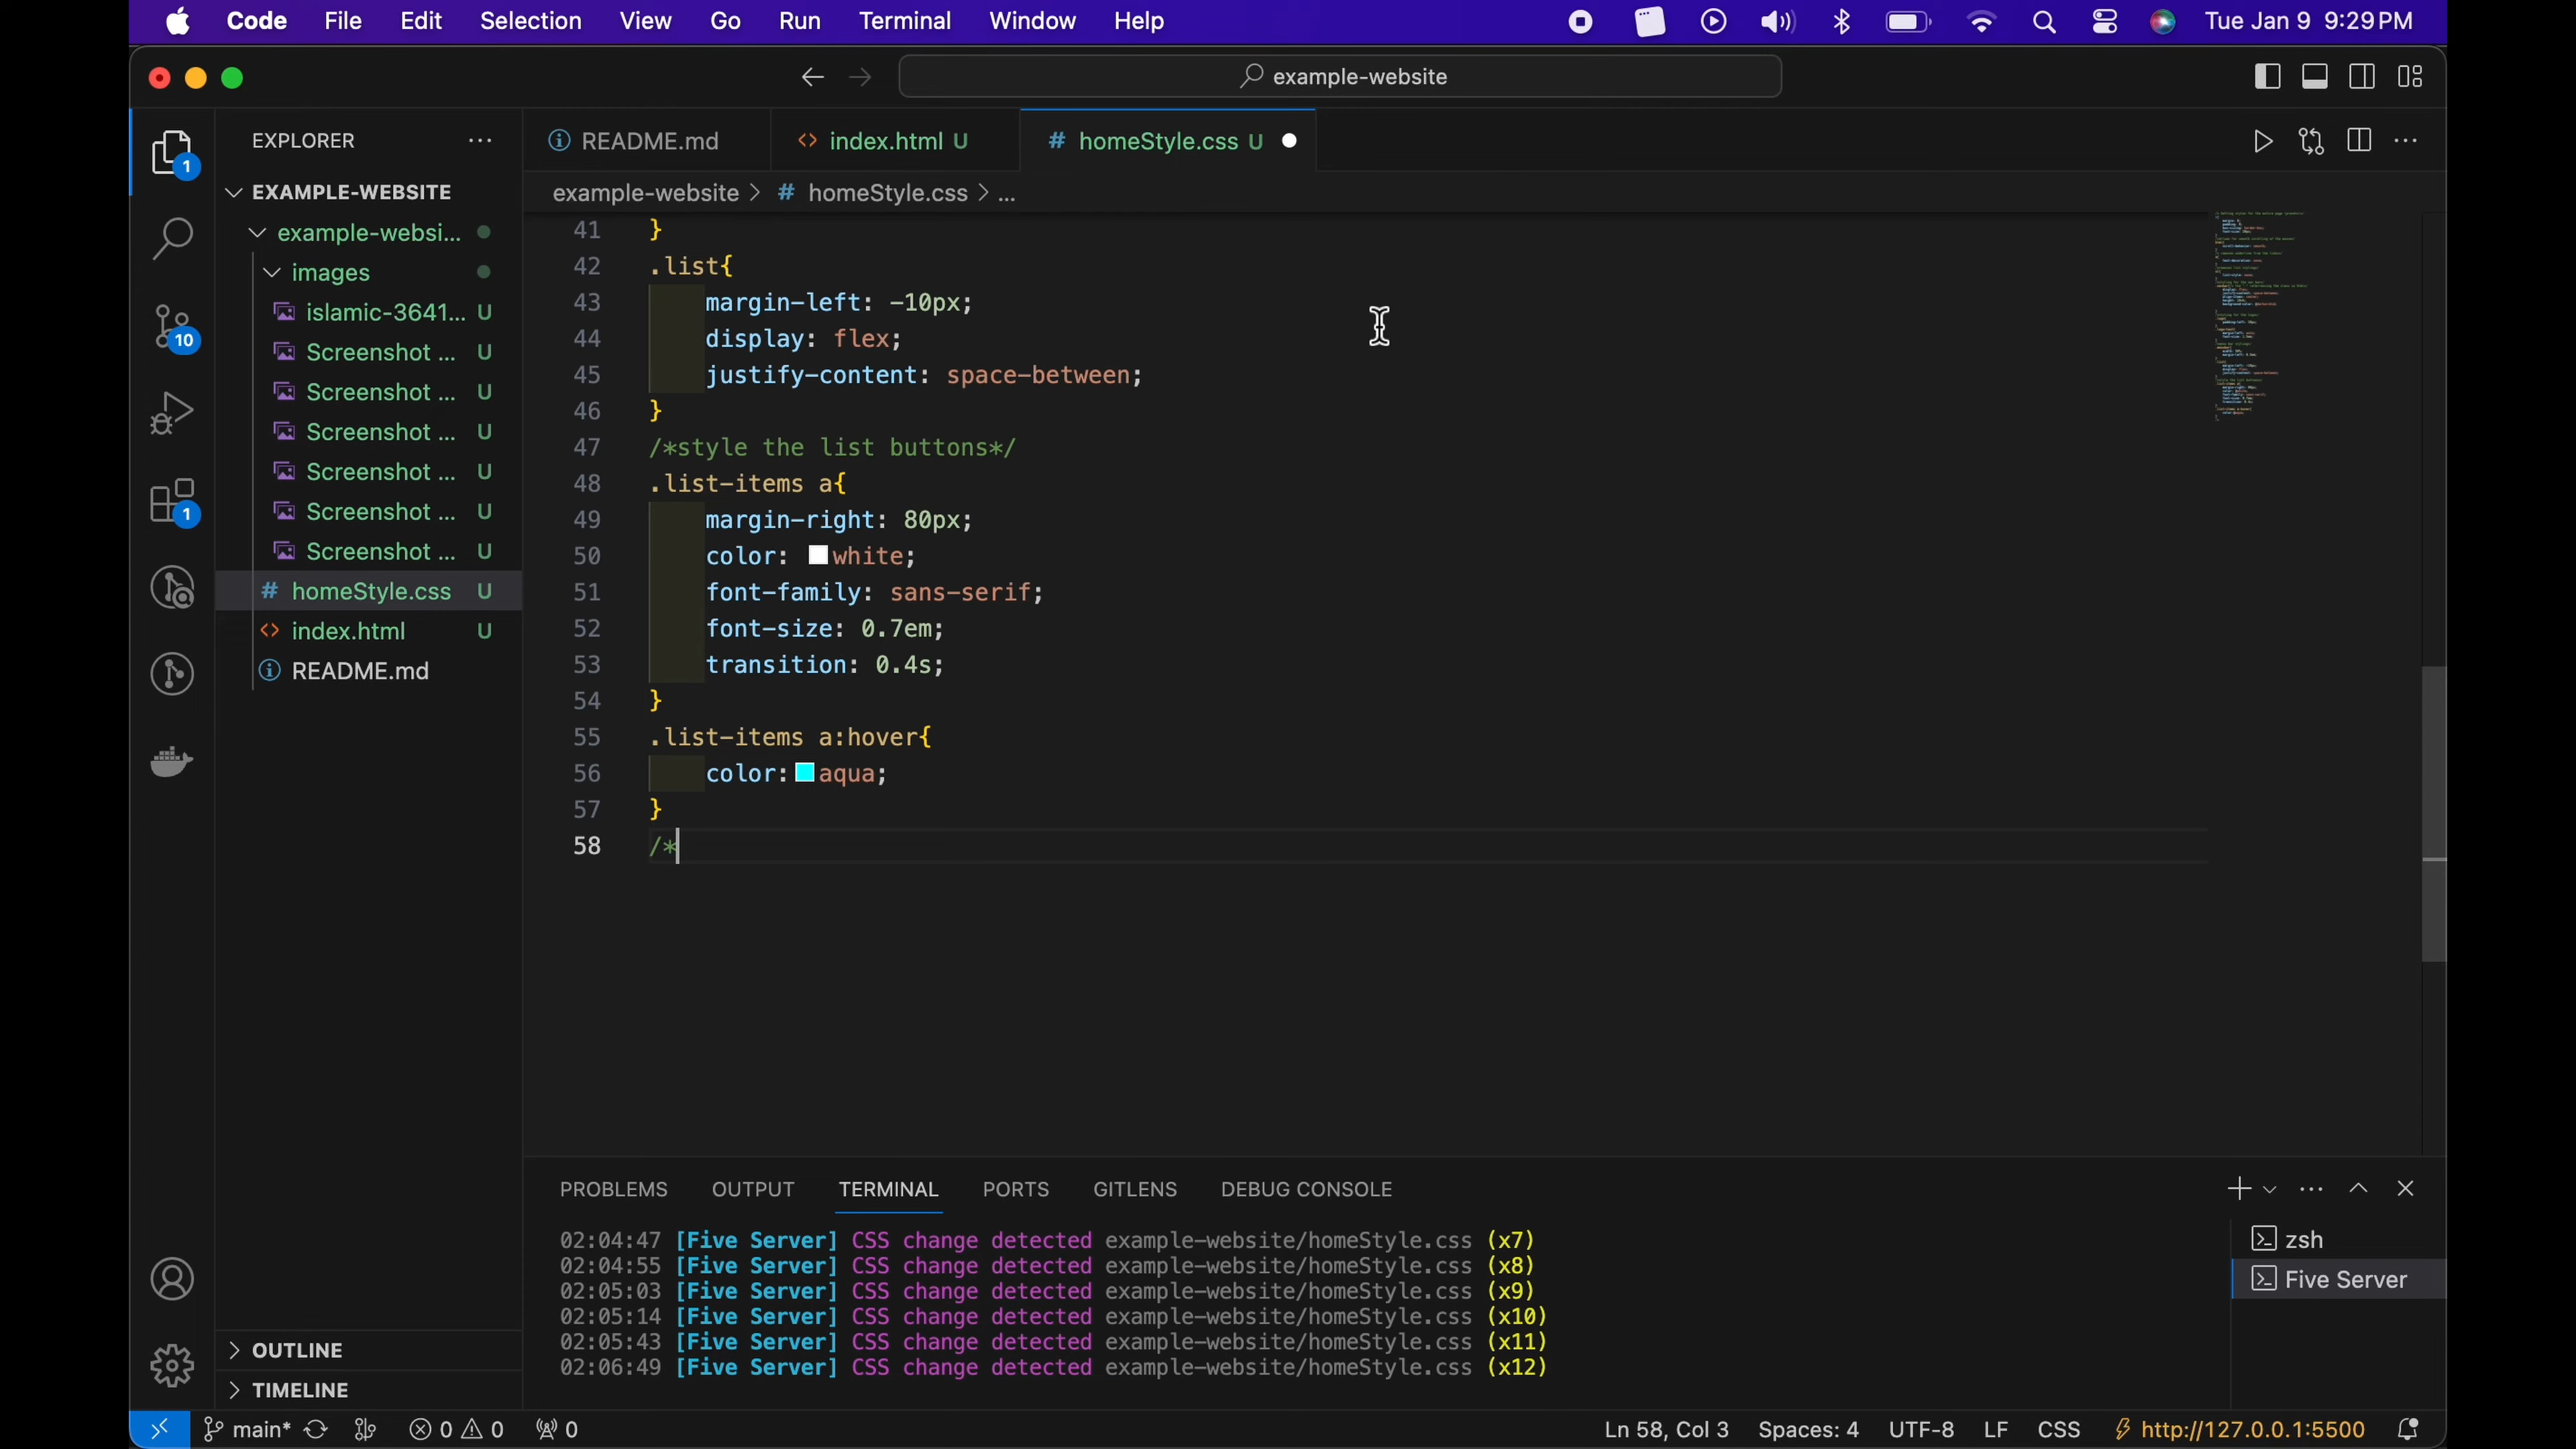 Code File Edit Selection View Go Run Terminal Window Help Tue Jan 9 9:29 PM
example-website
EXPLORER
EXAMPLE-WEBSITE
example-websi...
images
islamic-3641... U
Screenshot ... U
Screenshot ... U
Screenshot ... U
Screenshot ... U
Screenshot ... U
Screenshot ... U
# homeStyle.css U
<> index.html U
README.md
OUTLINE
TIMELINE
1
10
1
README.md <> index.html U # homeStyle.css U
example-website > # homeStyle.css > ...
41 }
42 .list{
43 margin-left: -10px;
44 display: flex;
45 justify-content: space-between;
46 }
47 /*style the list buttons*/
48 .list-items a{
49 margin-right: 80px;
50 color: white;
51 font-family: sans-serif;
52 font-size: 0.7em;
53 transition: 0.4s;
54 }
55 .list-items a:hover{
56 color: aqua;
57 }
58 /*
PROBLEMS OUTPUT TERMINAL PORTS GITLENS DEBUG CONSOLE
02:04:47 [Five Server] CSS change detected example-website/homeStyle.css (x7)
02:04:55 [Five Server] CSS change detected example-website/homeStyle.css (x8)
02:05:03 [Five Server] CSS change detected example-website/homeStyle.css (x9)
02:05:14 [Five Server] CSS change detected example-website/homeStyle.css (x10)
02:05:43 [Five Server] CSS change detected example-website/homeStyle.css (x11)
02:06:49 [Five Server] CSS change detected example-website/homeStyle.css (x12)
zsh
Five Server
main* 0 0 0 Ln 58, Col 3 Spaces: 4 UTF-8 LF CSS http://127.0.0.1:5500